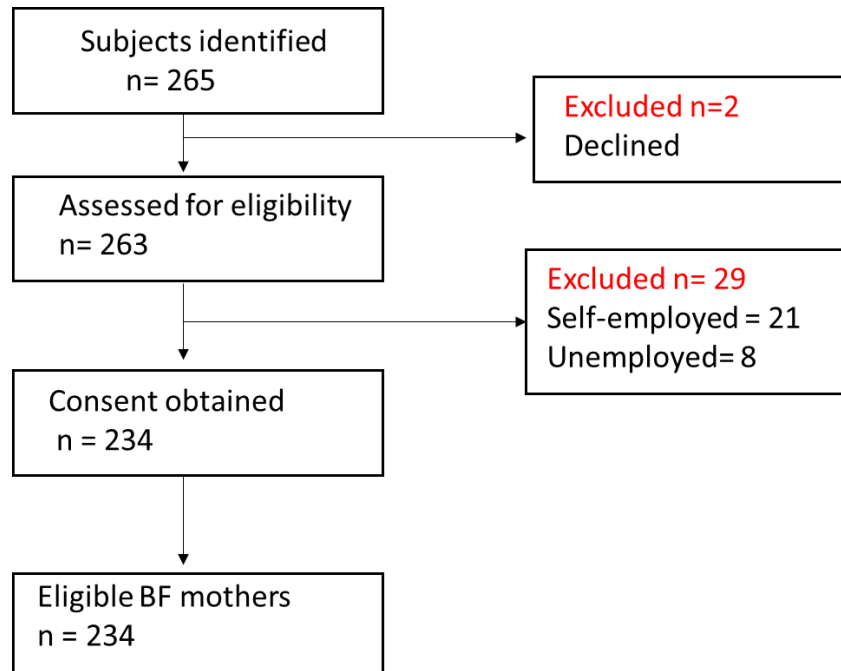 Subjects identified
n= 265
Excluded n=2
Declined
Assessed for eligibility
n= 263
Excluded n= 29
Self-employed = 21
Unemployed= 8
Consent obtained
n = 234
Eligible BF mothers
n = 234